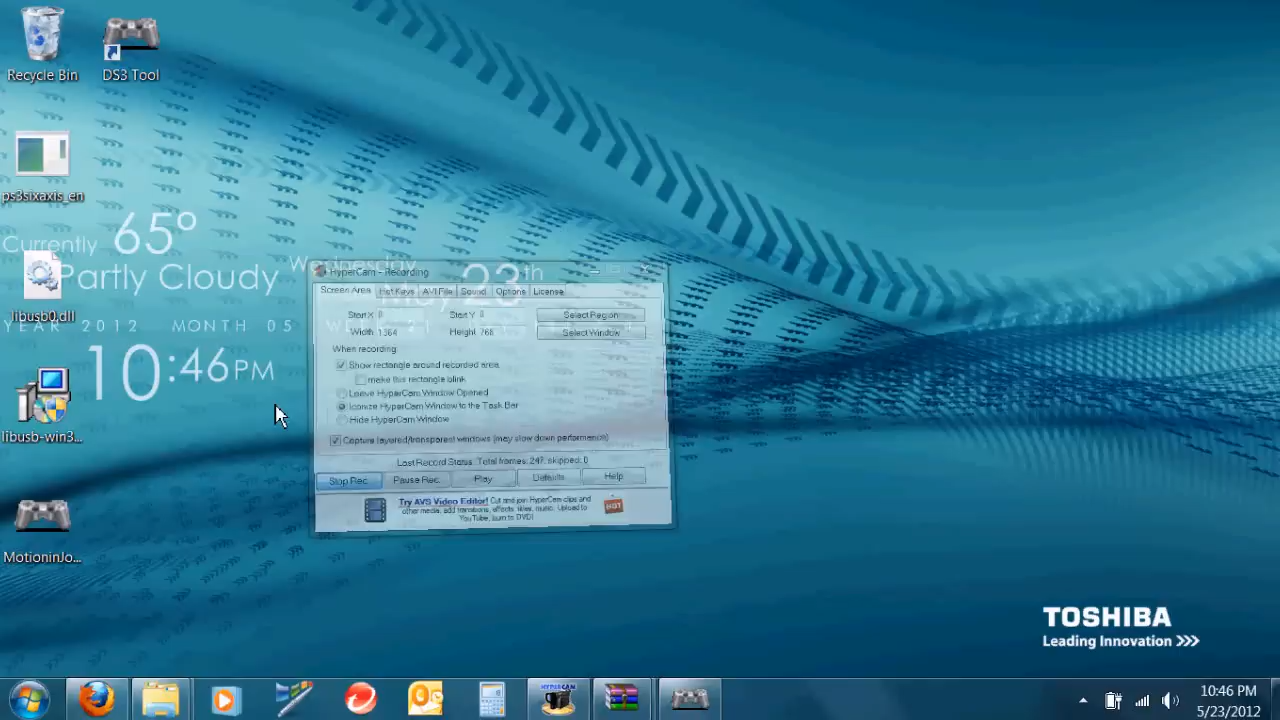 Recycle Bin
DS3 Tool
ps3sixaxis_en
libusb0.dll
libusb-win3...
MotioninJo...
Currently 65°
Partly Cloudy
Wednesday
May 23th
YEAR 2012 MONTH 05
10:46PM
HyperCam - Recording
Screen Area Hot Keys AVI File Sound Options License
Start X 0 Start Y 0 Select Region
Width 1364 Height 768 Select Window
When recording:
Show rectangle around recorded area
make this rectangle blink
Leave HyperCam Window Opened
Iconize HyperCam Window to the Task Bar
Hide HyperCam Window
Capture layered/transparent windows (may slow down performance)
Last Record Status: Total frames: 247, skipped: 0
Stop Rec. Pause Rec. Play Defaults Help
Try AVS Video Editor! Cut and join HyperCam clips and
other media, add transitions, effects, titles, music. Upload to
YouTube, burn to DVD!
HOT
TOSHIBA
Leading Innovation >>>
HYPERCAM
10:46 PM
5/23/2012